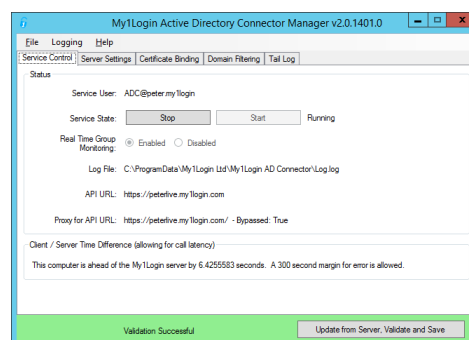 My1Login Active Directory Connector Manager v2.0.1401.0
File Logging Help
Service Control Server Settings Certificate Binding Domain Filtering Tail Log
Status
Service User: ADC@peter.my1login
Service State: Stop Start Running
Real Time Group
Monitoring: Enabled Disabled
Log File: C:\ProgramData\My1Login Ltd\My1Login AD Connector\Log.log
API URL: https://peterlive.my1login.com
Proxy for API URL: https://peterlive.my1login.com/ - Bypassed: True
Client / Server Time Difference (allowing for call latency)
This computer is ahead of the My1Login server by 6.4255583 seconds. A 300 second margin for error is allowed.
Validation Successful Update from Server, Validate and Save